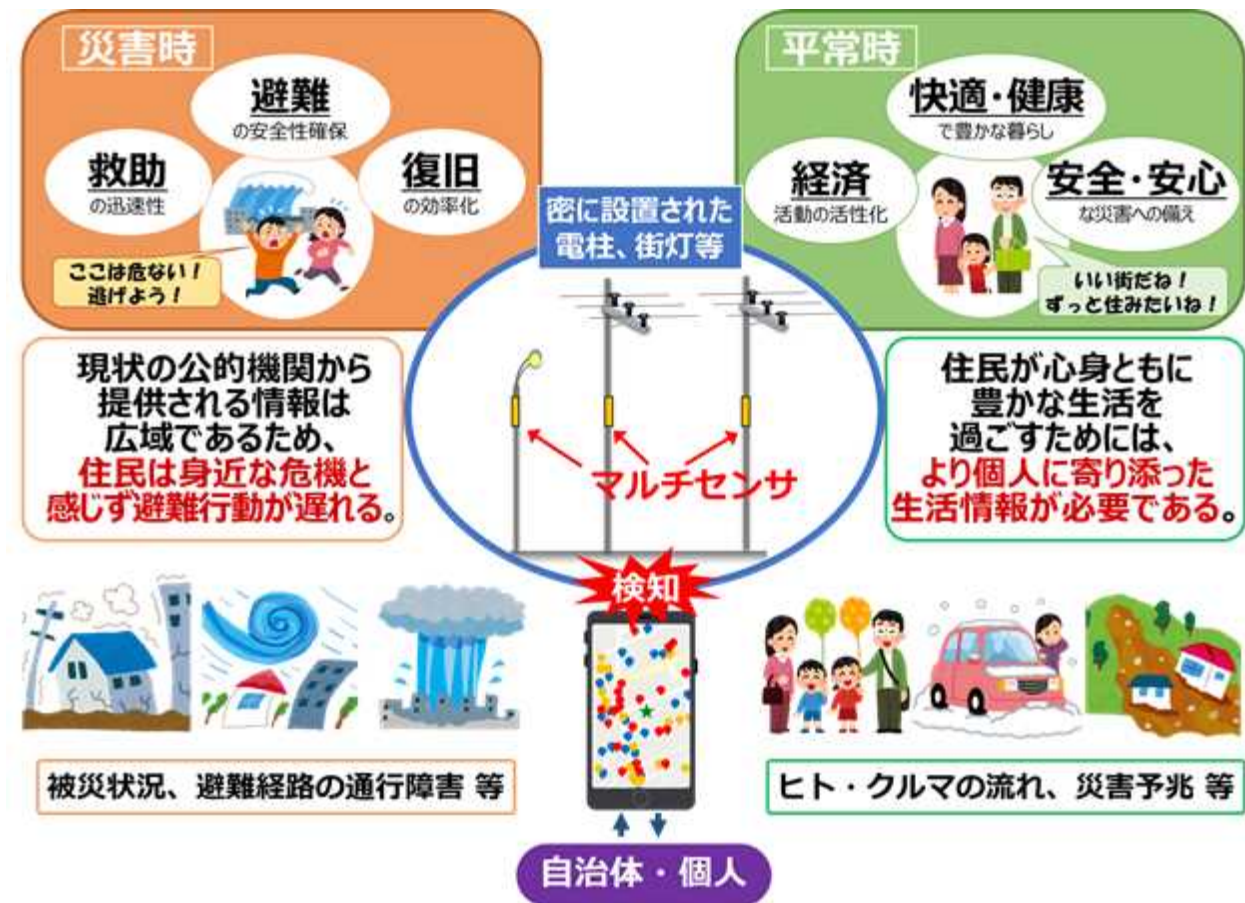 災害時
避難
の安全性確保
救助
の迅速性
復旧
の効率化
ここは危ない！
逃げよう！
平常時
快適・健康
で豊かな暮らし
経済
活動の活性化
安全・安心
な災害への備え
いい街だね！
ずっと住みたいね！
密に設置された
電柱、街灯等
マルチセンサ
現状の公的機関から
提供される情報は
広域であるため、
住民は身近な危機と
感じず避難行動が遅れる。
住民が心身ともに
豊かな生活を
過ごすためには、
より個人に寄り添った
生活情報が必要である。
検知
被災状況、避難経路の通行障害 等
ヒト・クルマの流れ、災害予兆 等
自治体・個人